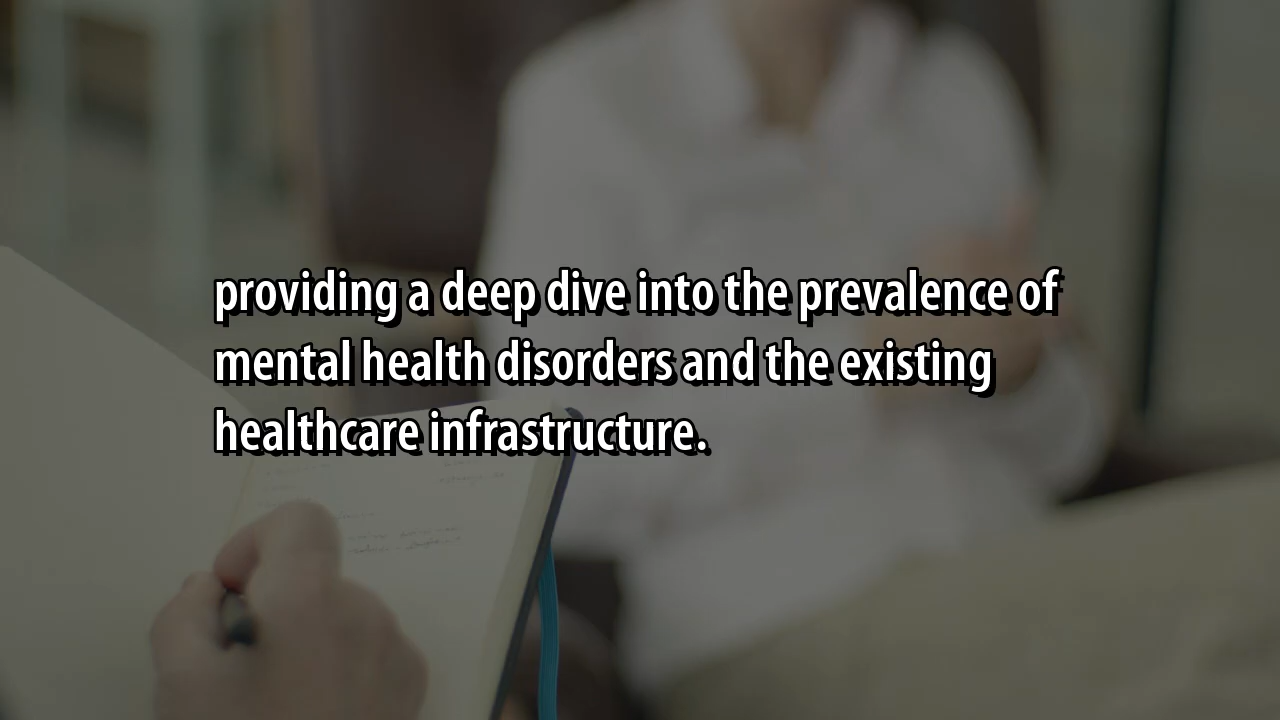 providing a deep dive into the prevalence of
mental health disorders and the existing
healthcare infrastructure.